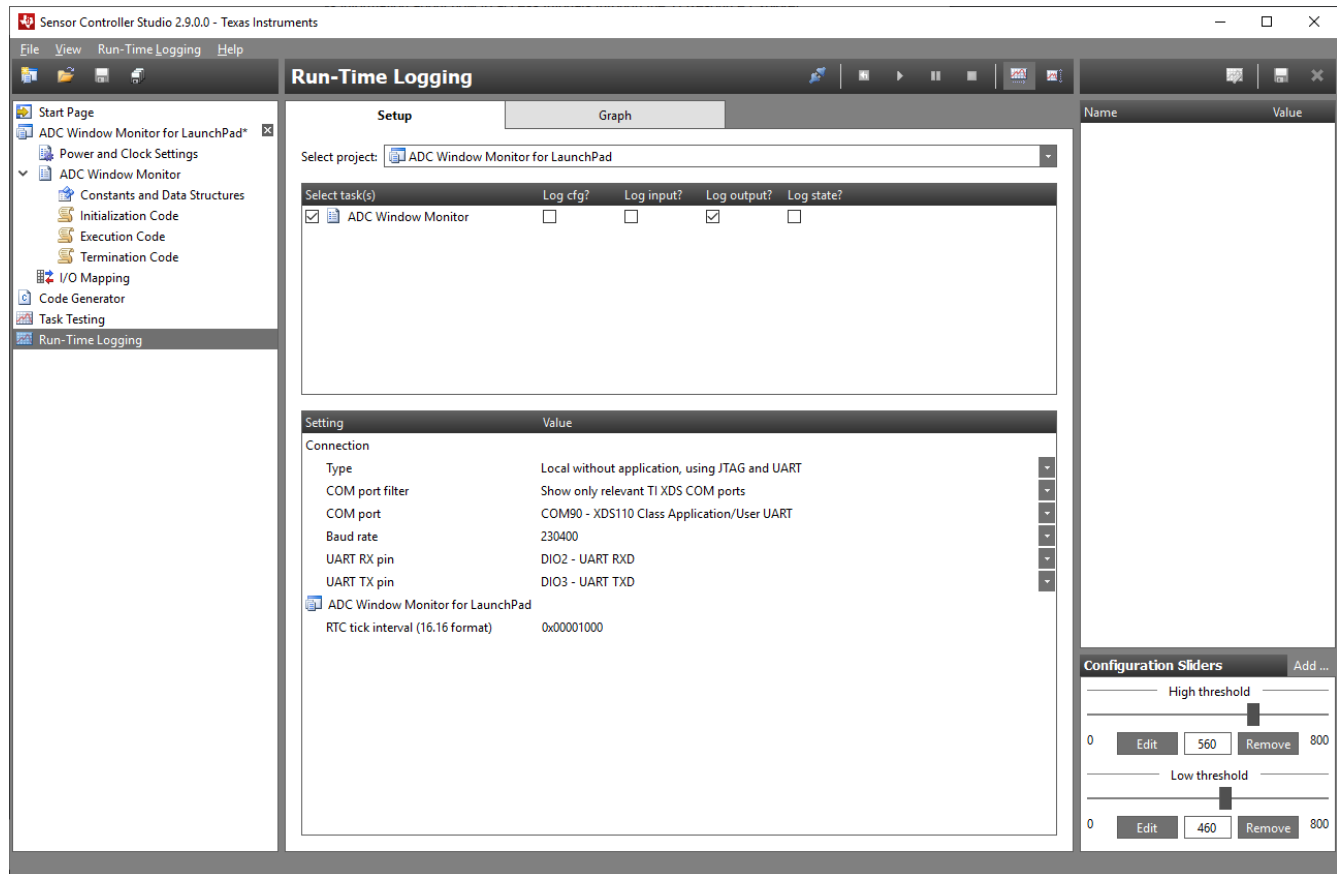 Sensor Controller Studio 2.9.0.0 - Texas Instruments
File View Run-Time Logging Help
Run-Time Logging
Start Page
ADC Window Monitor for LaunchPad*
Power and Clock Settings
ADC Window Monitor
Constants and Data Structures
Initialization Code
Execution Code
Termination Code
I/O Mapping
Code Generator
Task Testing
Run-Time Logging
Setup Graph
Select project: ADC Window Monitor for LaunchPad
Select task(s) Log cfg? Log input? Log output? Log state?
ADC Window Monitor
Setting Value
Connection
Type Local without application, using JTAG and UART
COM port filter Show only relevant TI XDS COM ports
COM port COM90 - XDS110 Class Application/User UART
Baud rate 230400
UART RX pin DIO2 - UART RXD
UART TX pin DIO3 - UART TXD
ADC Window Monitor for LaunchPad
RTC tick interval (16.16 format) 0x00001000
Name Value
Configuration Sliders Add ...
High threshold
0 Edit 560 Remove 800
Low threshold
0 Edit 460 Remove 800